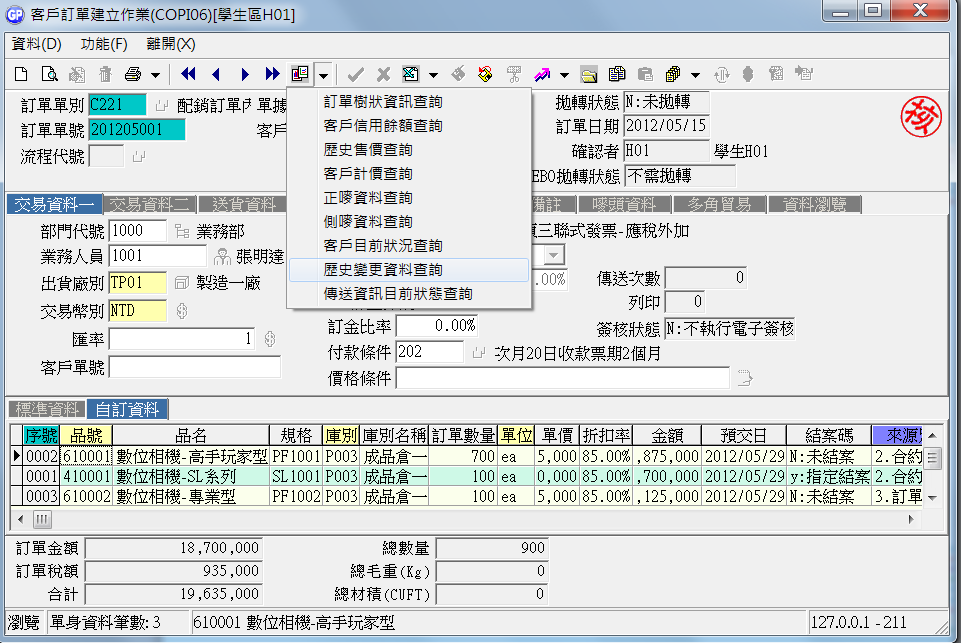 GP 客戶訂單建立作業(COPI06)[學生區H01]
資料(D) 功能(F) 離開(X)
訂單單別 C221 配銷訂單內 單據
訂單單號 201205001 客戶
流程代號
拋轉狀態 N:未拋轉
訂單日期 2012/05/15
確認者 H01 學生H01
EBO拋轉狀態 不需拋轉
核
訂單樹狀資訊查詢
客戶信用餘額查詢
歷史售價查詢
客戶計價查詢
正嘜資料查詢
側嘜資料查詢
客戶目前狀況查詢
歷史變更資料查詢
傳送資訊目前狀態查詢
交易資料一 交易資料二 送貨資料 備註 嘜頭資料 多角貿易 資料瀏覽
部門代號 1000 業務部
三聯式發票-應稅外加
業務人員 1001 張明達
出貨廠別 TP01 製造一廠
.00% 傳送次數 0
交易幣別 NTD
列印 0
訂金比率 0.00% 簽核狀態 N:不執行電子簽核
匯率 1
付款條件 202 次月20日收款票期2個月
客戶單號
價格條件
標準資料 自訂資料
序號 品號 品名 規格 庫別 庫別名稱 訂單數量 單位 單價 折扣率 金額 預交日 結案碼 來源
0002 610001 數位相機-高手玩家型 PF1001 P003 成品倉一 700 ea 5,000 85.00% ,875,000 2012/05/29 N:未結案 2.合約
0001 410001 數位相機-SL系列 SL1001 P003 成品倉一 100 ea 0,000 85.00% ,700,000 2012/05/29 y:指定結案 2.合約
0003 610002 數位相機-專業型 PF1002 P003 成品倉一 100 ea 5,000 85.00% ,125,000 2012/05/29 N:未結案 3.訂單
訂單金額 18,700,000 總數量 900
訂單稅額 935,000 總毛重(Kg) 0
合計 19,635,000 總材積(CUFT) 0
瀏覽 單身資料筆數: 3 610001 數位相機-高手玩家型 127.0.0.1 - 211